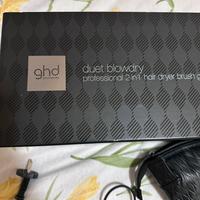 ghd
duet blowdry
professional 2-in-1 hair dryer brush